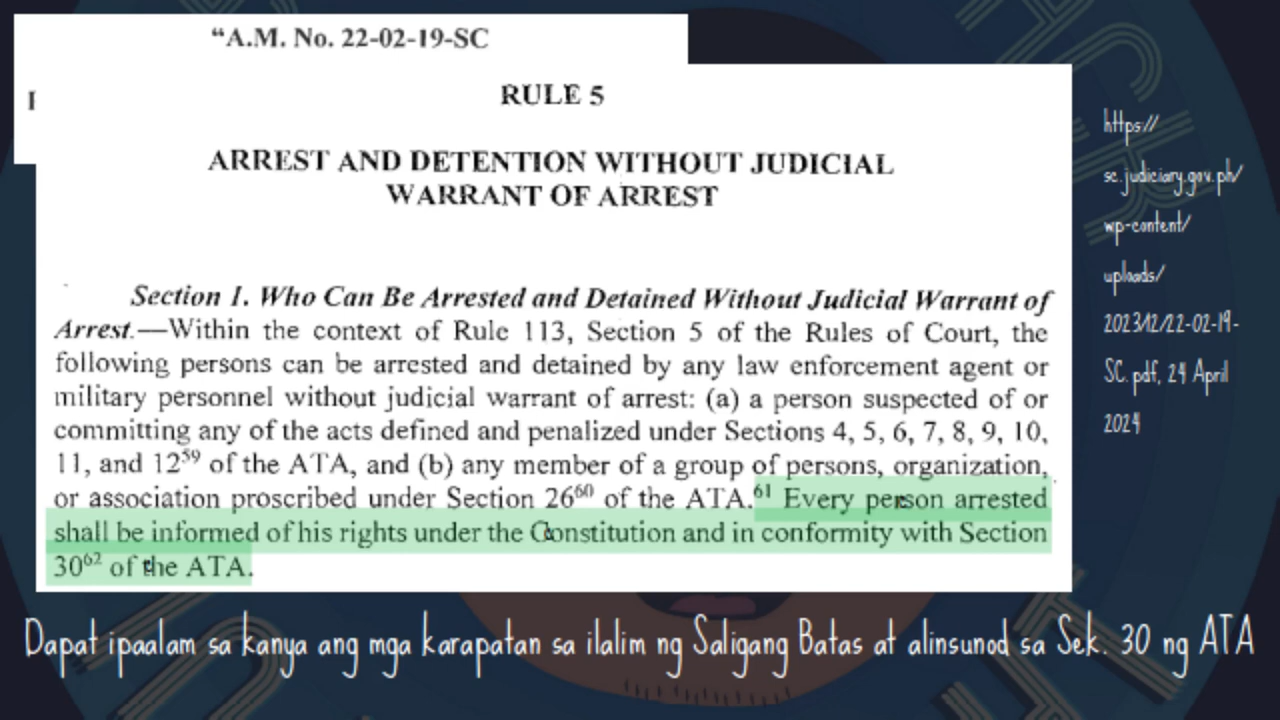 “A.M. No. 22-02-19-SC
RULE 5
ARREST AND DETENTION WITHOUT JUDICIAL
WARRANT OF ARREST
Section 1. Who Can Be Arrested and Detained Without Judicial Warrant of
Arrest.—Within the context of Rule 113, Section 5 of the Rules of Court, the
following persons can be arrested and detained by any law enforcement agent or
military personnel without judicial warrant of arrest: (a) a person suspected of or
committing any of the acts defined and penalized under Sections 4, 5, 6, 7, 8, 9, 10,
11, and 12⁵⁹ of the ATA, and (b) any member of a group of persons, organization,
or association proscribed under Section 26⁶⁰ of the ATA.⁶¹ Every person arrested
shall be informed of his rights under the Constitution and in conformity with Section
30⁶² of the ATA.
https://
sc.judiciary.gov.ph/
wp-content/
uploads/
2023/12/22-02-19-
SC.pdf, 24 April
2024
Dapat ipaalam sa kanya ang mga karapatan sa ilalim ng Saligang Batas at alinsunod sa Sek. 30 ng ATA